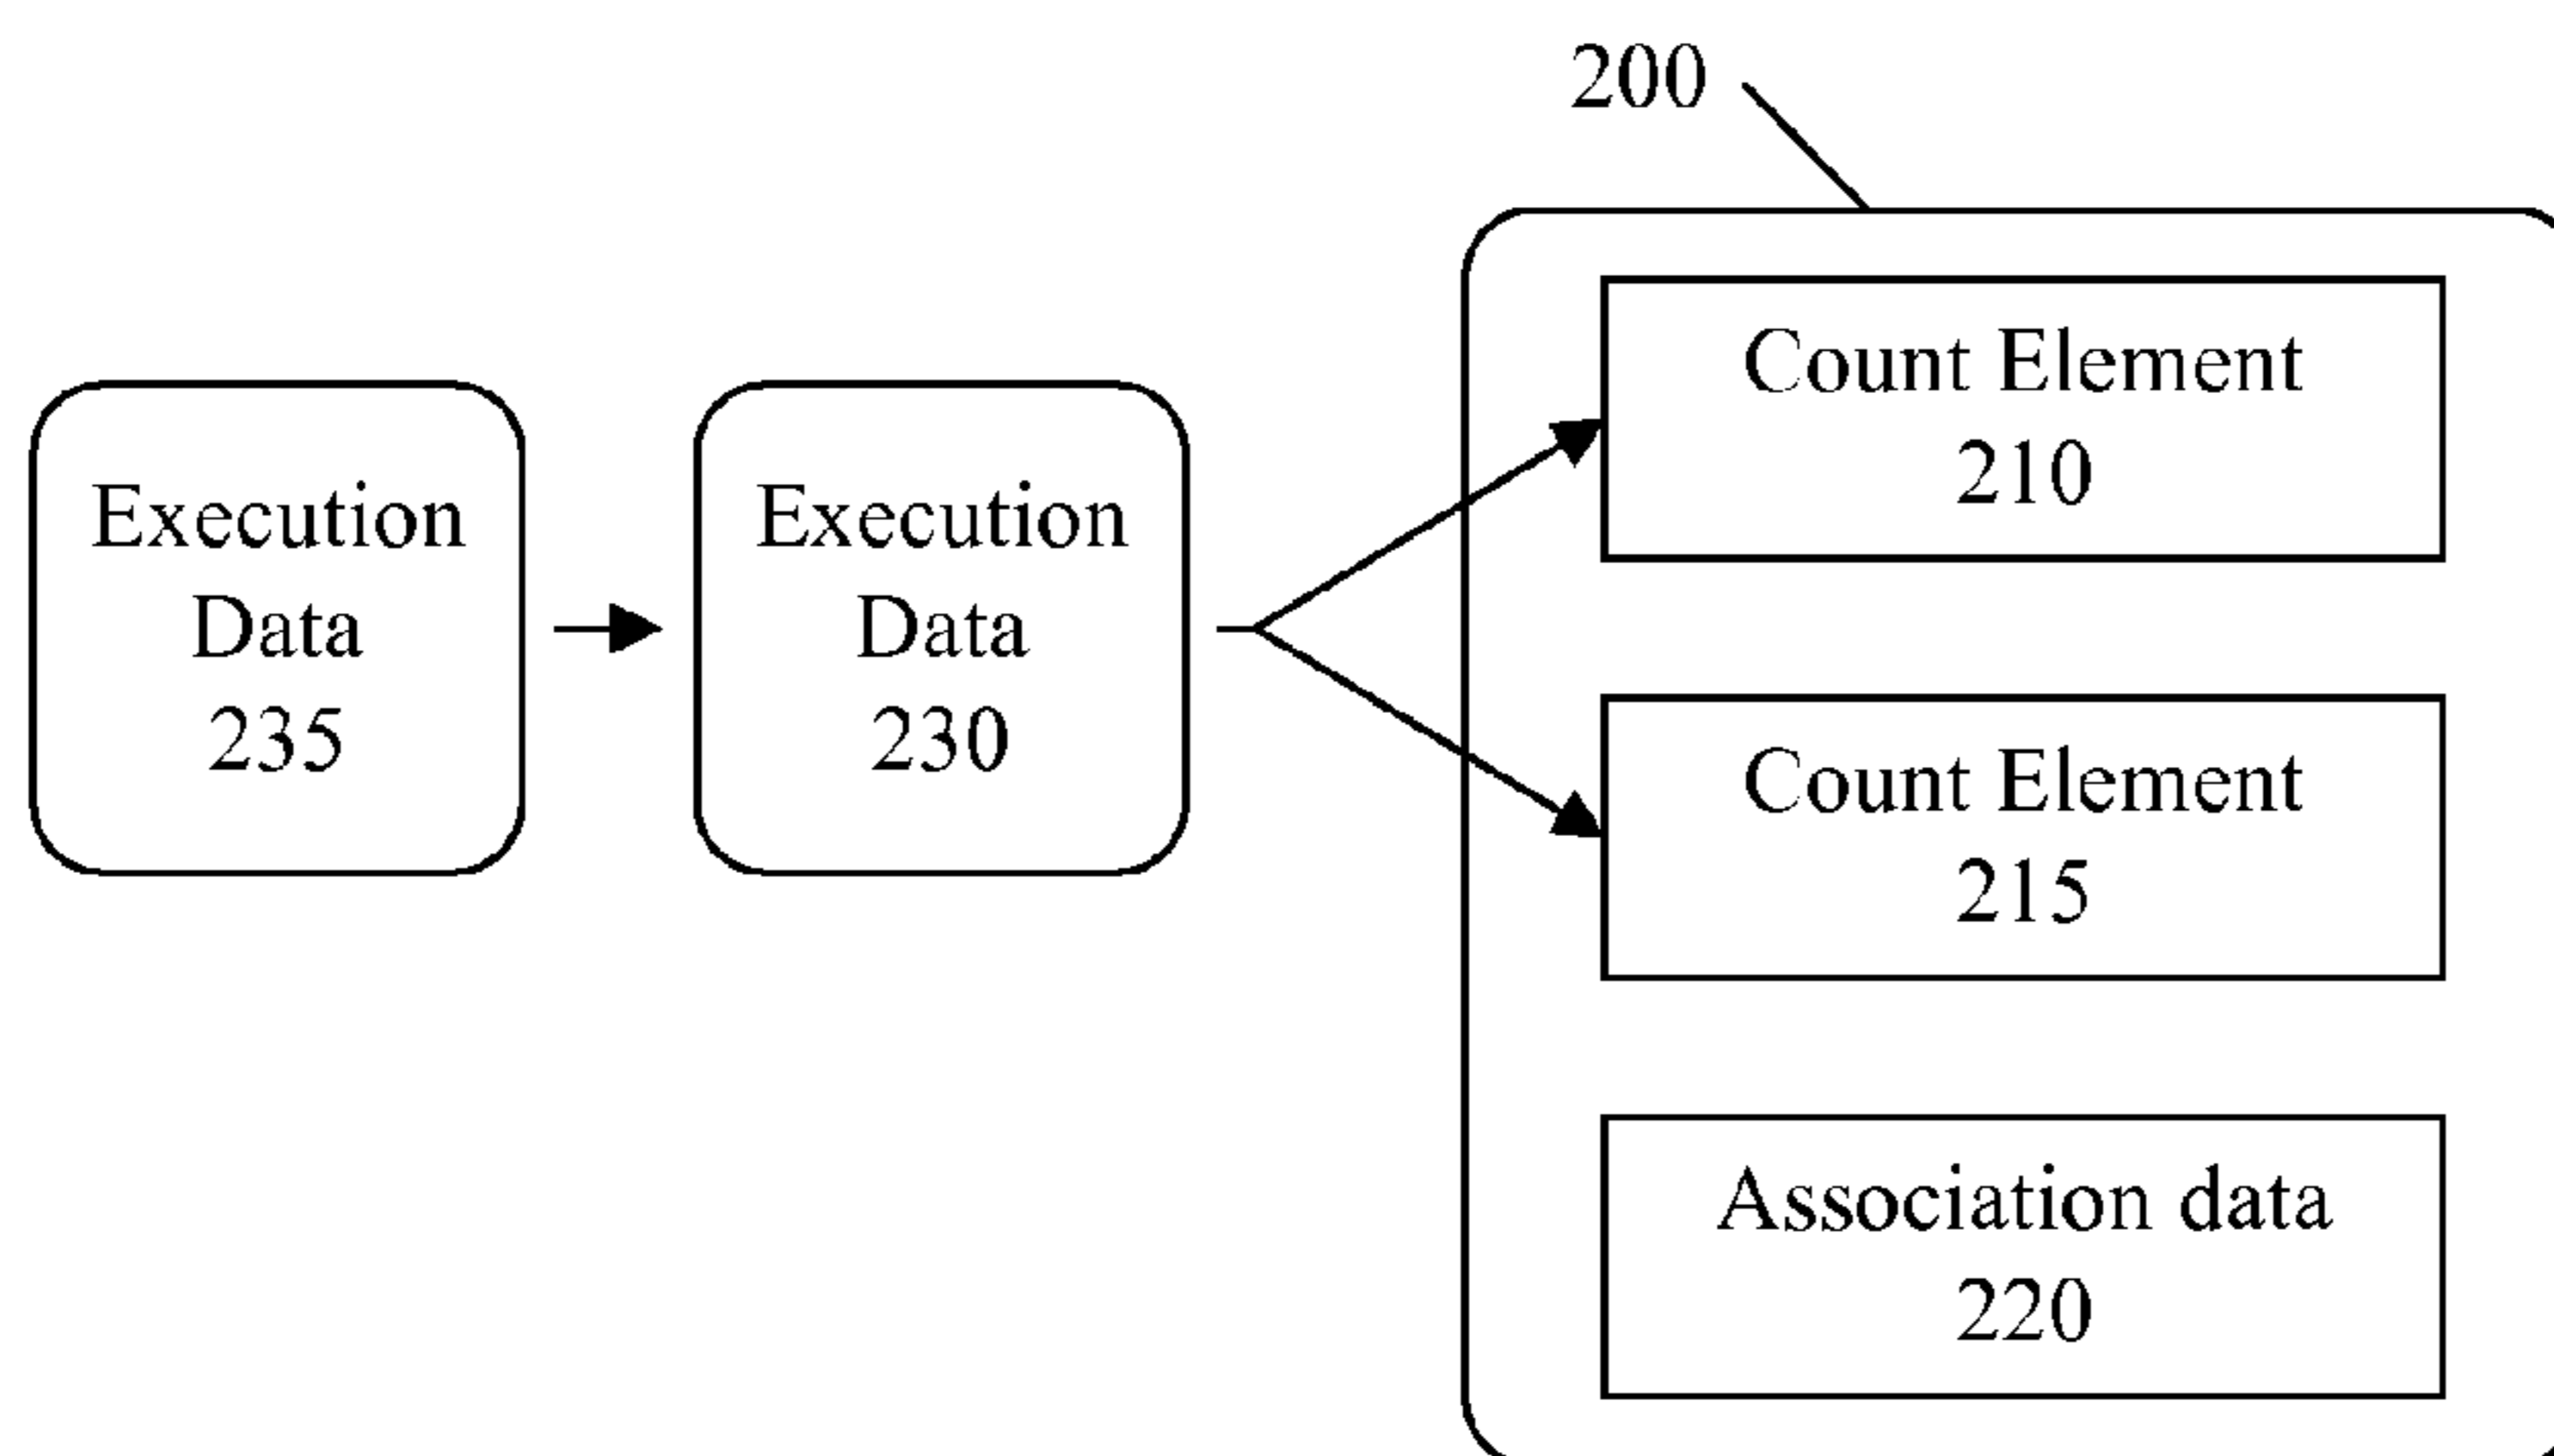 200
Execution
Data
235
Execution
Data
230
Count Element
210
Count Element
215
Association data
220